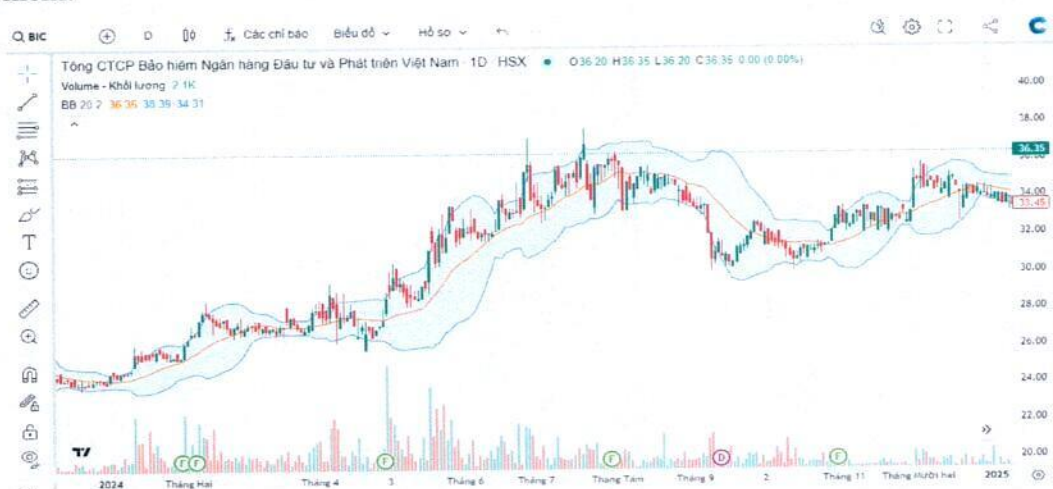 BIC D Các chỉ báo Biểu đồ Hồ sơ
Tổng CTCP Bảo hiểm Ngân hàng Đầu tư và Phát triển Việt Nam · 1D · HSX O36.20 H36.35 L36.20 C36.35 0.00 (0.00%)
Volume - Khối lượng 2.1K
BB 20 2 36.35 38.39 34.31
40.00
38.00
36.35
36.00
34.00
33.45
32.00
30.00
28.00
26.00
24.00
22.00
20.00
T
F F F F D F
2024 Tháng Hai Tháng 4 3 Tháng 6 Tháng 7 Tháng Tám Tháng 9 2 Tháng 11 Tháng Mười hai 2025